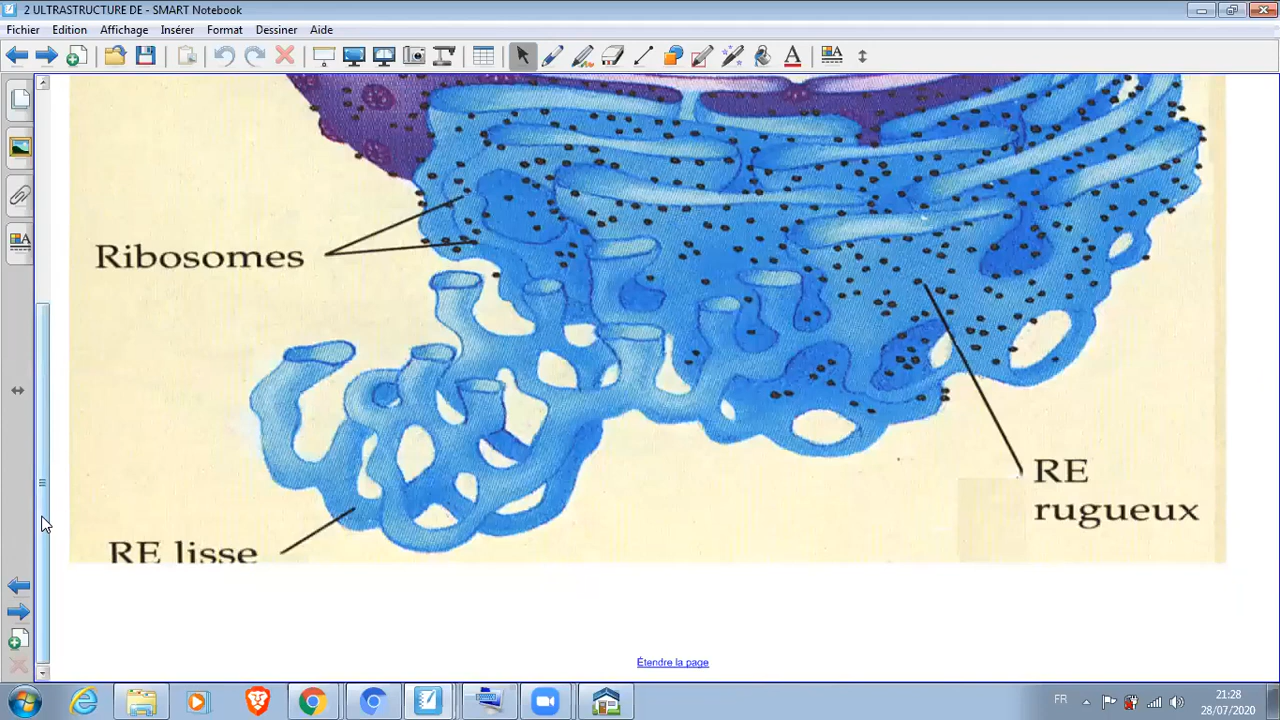 2 ULTRASTRUCTURE DE - SMART Notebook
Fichier Edition Affichage Insérer Format Dessiner Aide
Ribosomes
RE
rugueux
RE lisse
Étendre la page
FR
21:28
28/07/2020